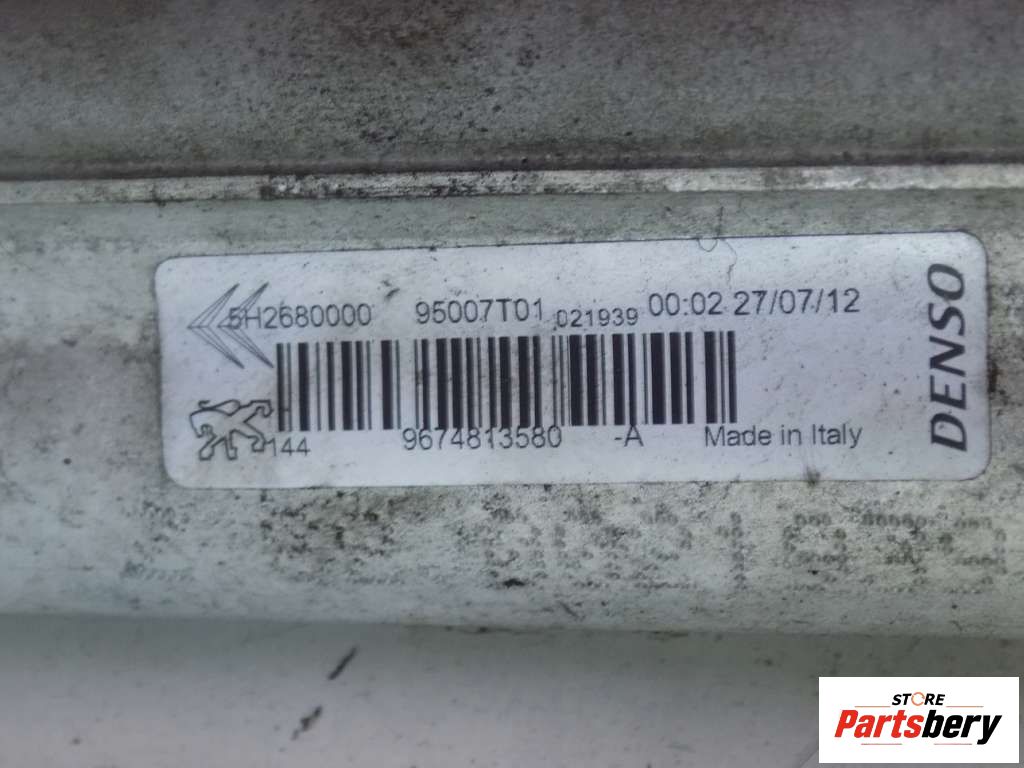 5H2680000 95007T01 021939 00:02 27/07/12
144 9674813580 -A Made in Italy
DENSO
STORE
Partsbery